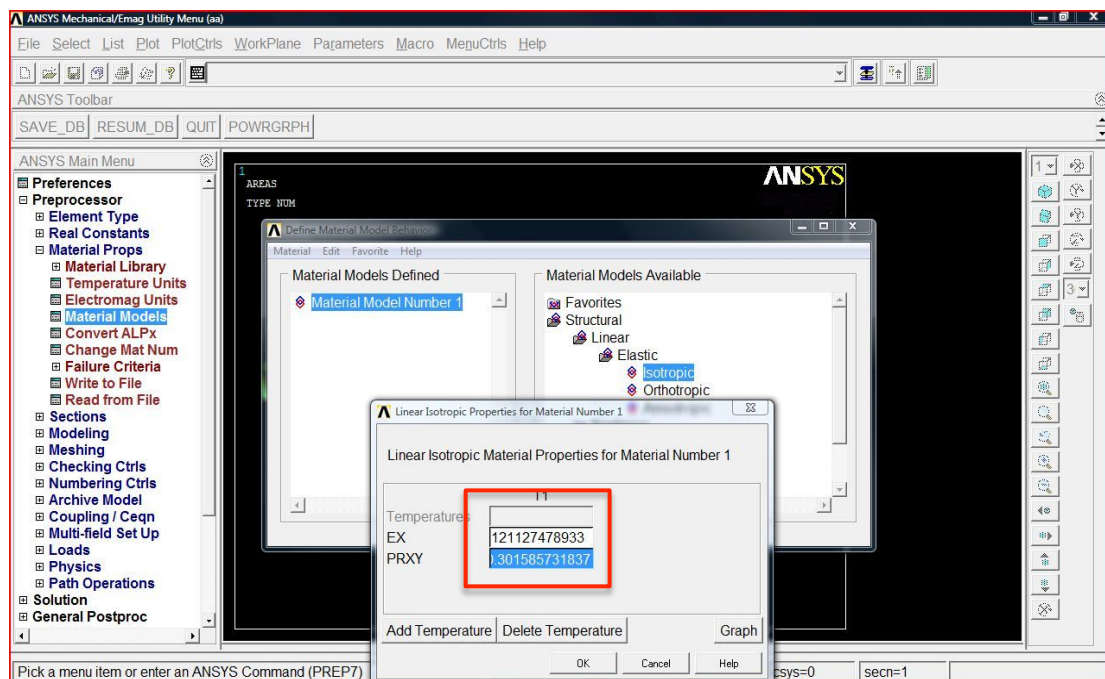 ANSYS Mechanical/Emag Utility Menu (aa)
File Select List Plot PlotCtrls WorkPlane Parameters Macro MenuCtrls Help
ANSYS Toolbar
SAVE_DB RESUM_DB QUIT POWRGRPH
ANSYS Main Menu
Preferences
Preprocessor
Element Type
Real Constants
Material Props
Material Library
Temperature Units
Electromag Units
Material Models
Convert ALPx
Change Mat Num
Failure Criteria
Write to File
Read from File
Sections
Modeling
Meshing
Checking Ctrls
Numbering Ctrls
Archive Model
Coupling / Ceqn
Multi-field Set Up
Loads
Physics
Path Operations
Solution
General Postproc
1
AREAS
TYPE NUM
ANSYS
Define Material Model Behavior
Material Edit Favorite Help
Material Models Defined
Material Model Number 1
Material Models Available
Favorites
Structural
Linear
Elastic
Isotropic
Orthotropic
Linear Isotropic Properties for Material Number 1
Linear Isotropic Material Properties for Material Number 1
T1
Temperatures
EX 121127478933
PRXY .301585731837
Add Temperature Delete Temperature Graph
OK Cancel Help
1
3
Pick a menu item or enter an ANSYS Command (PREP7)
csys=0 secn=1